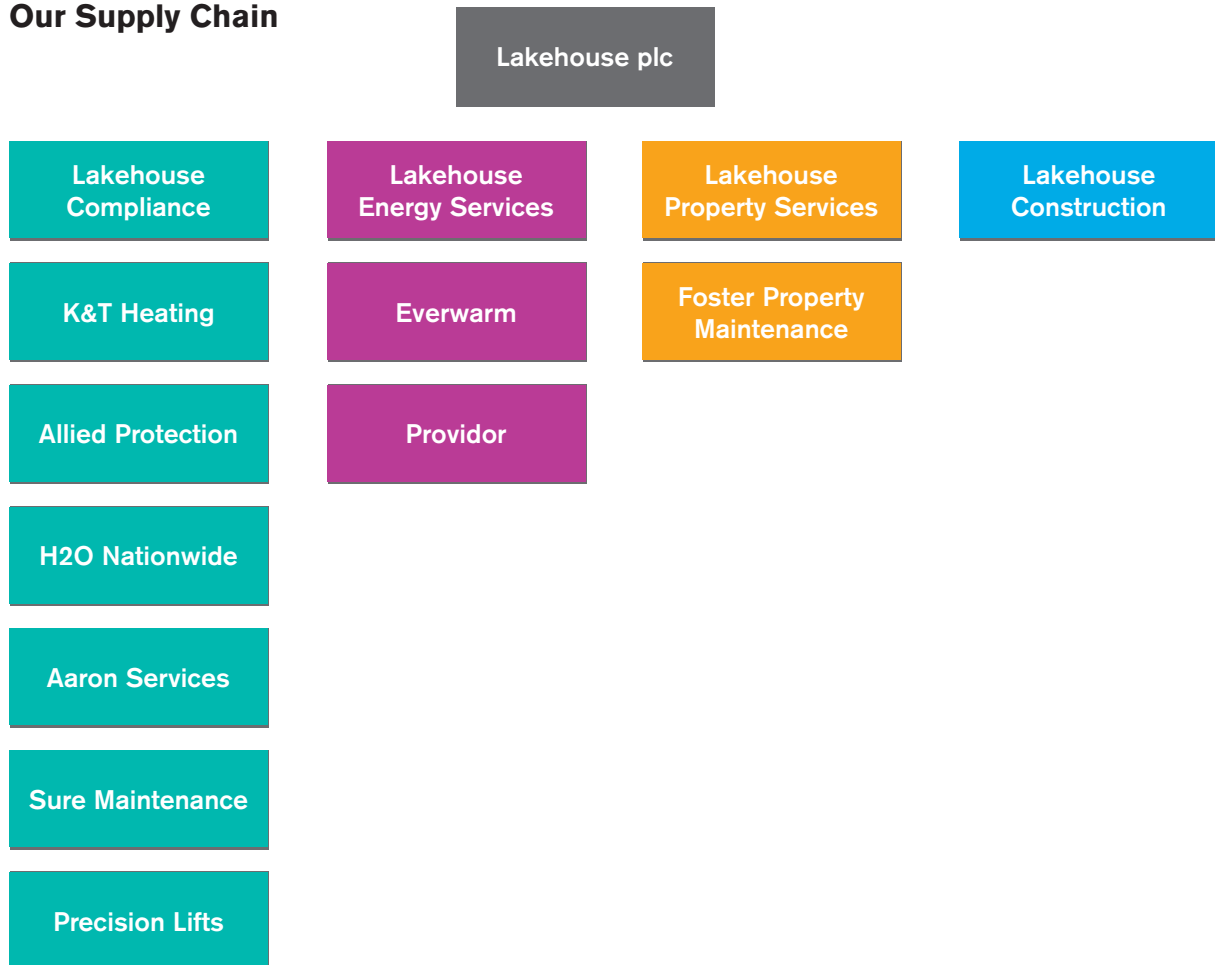 Our Supply Chain
Lakehouse plc
Lakehouse
Compliance
Lakehouse
Energy Services
Lakehouse
Property Services
Lakehouse
Construction
K&T Heating
Everwarm
Foster Property
Maintenance
Allied Protection
Providor
H2O Nationwide
Aaron Services
Sure Maintenance
Precision Lifts